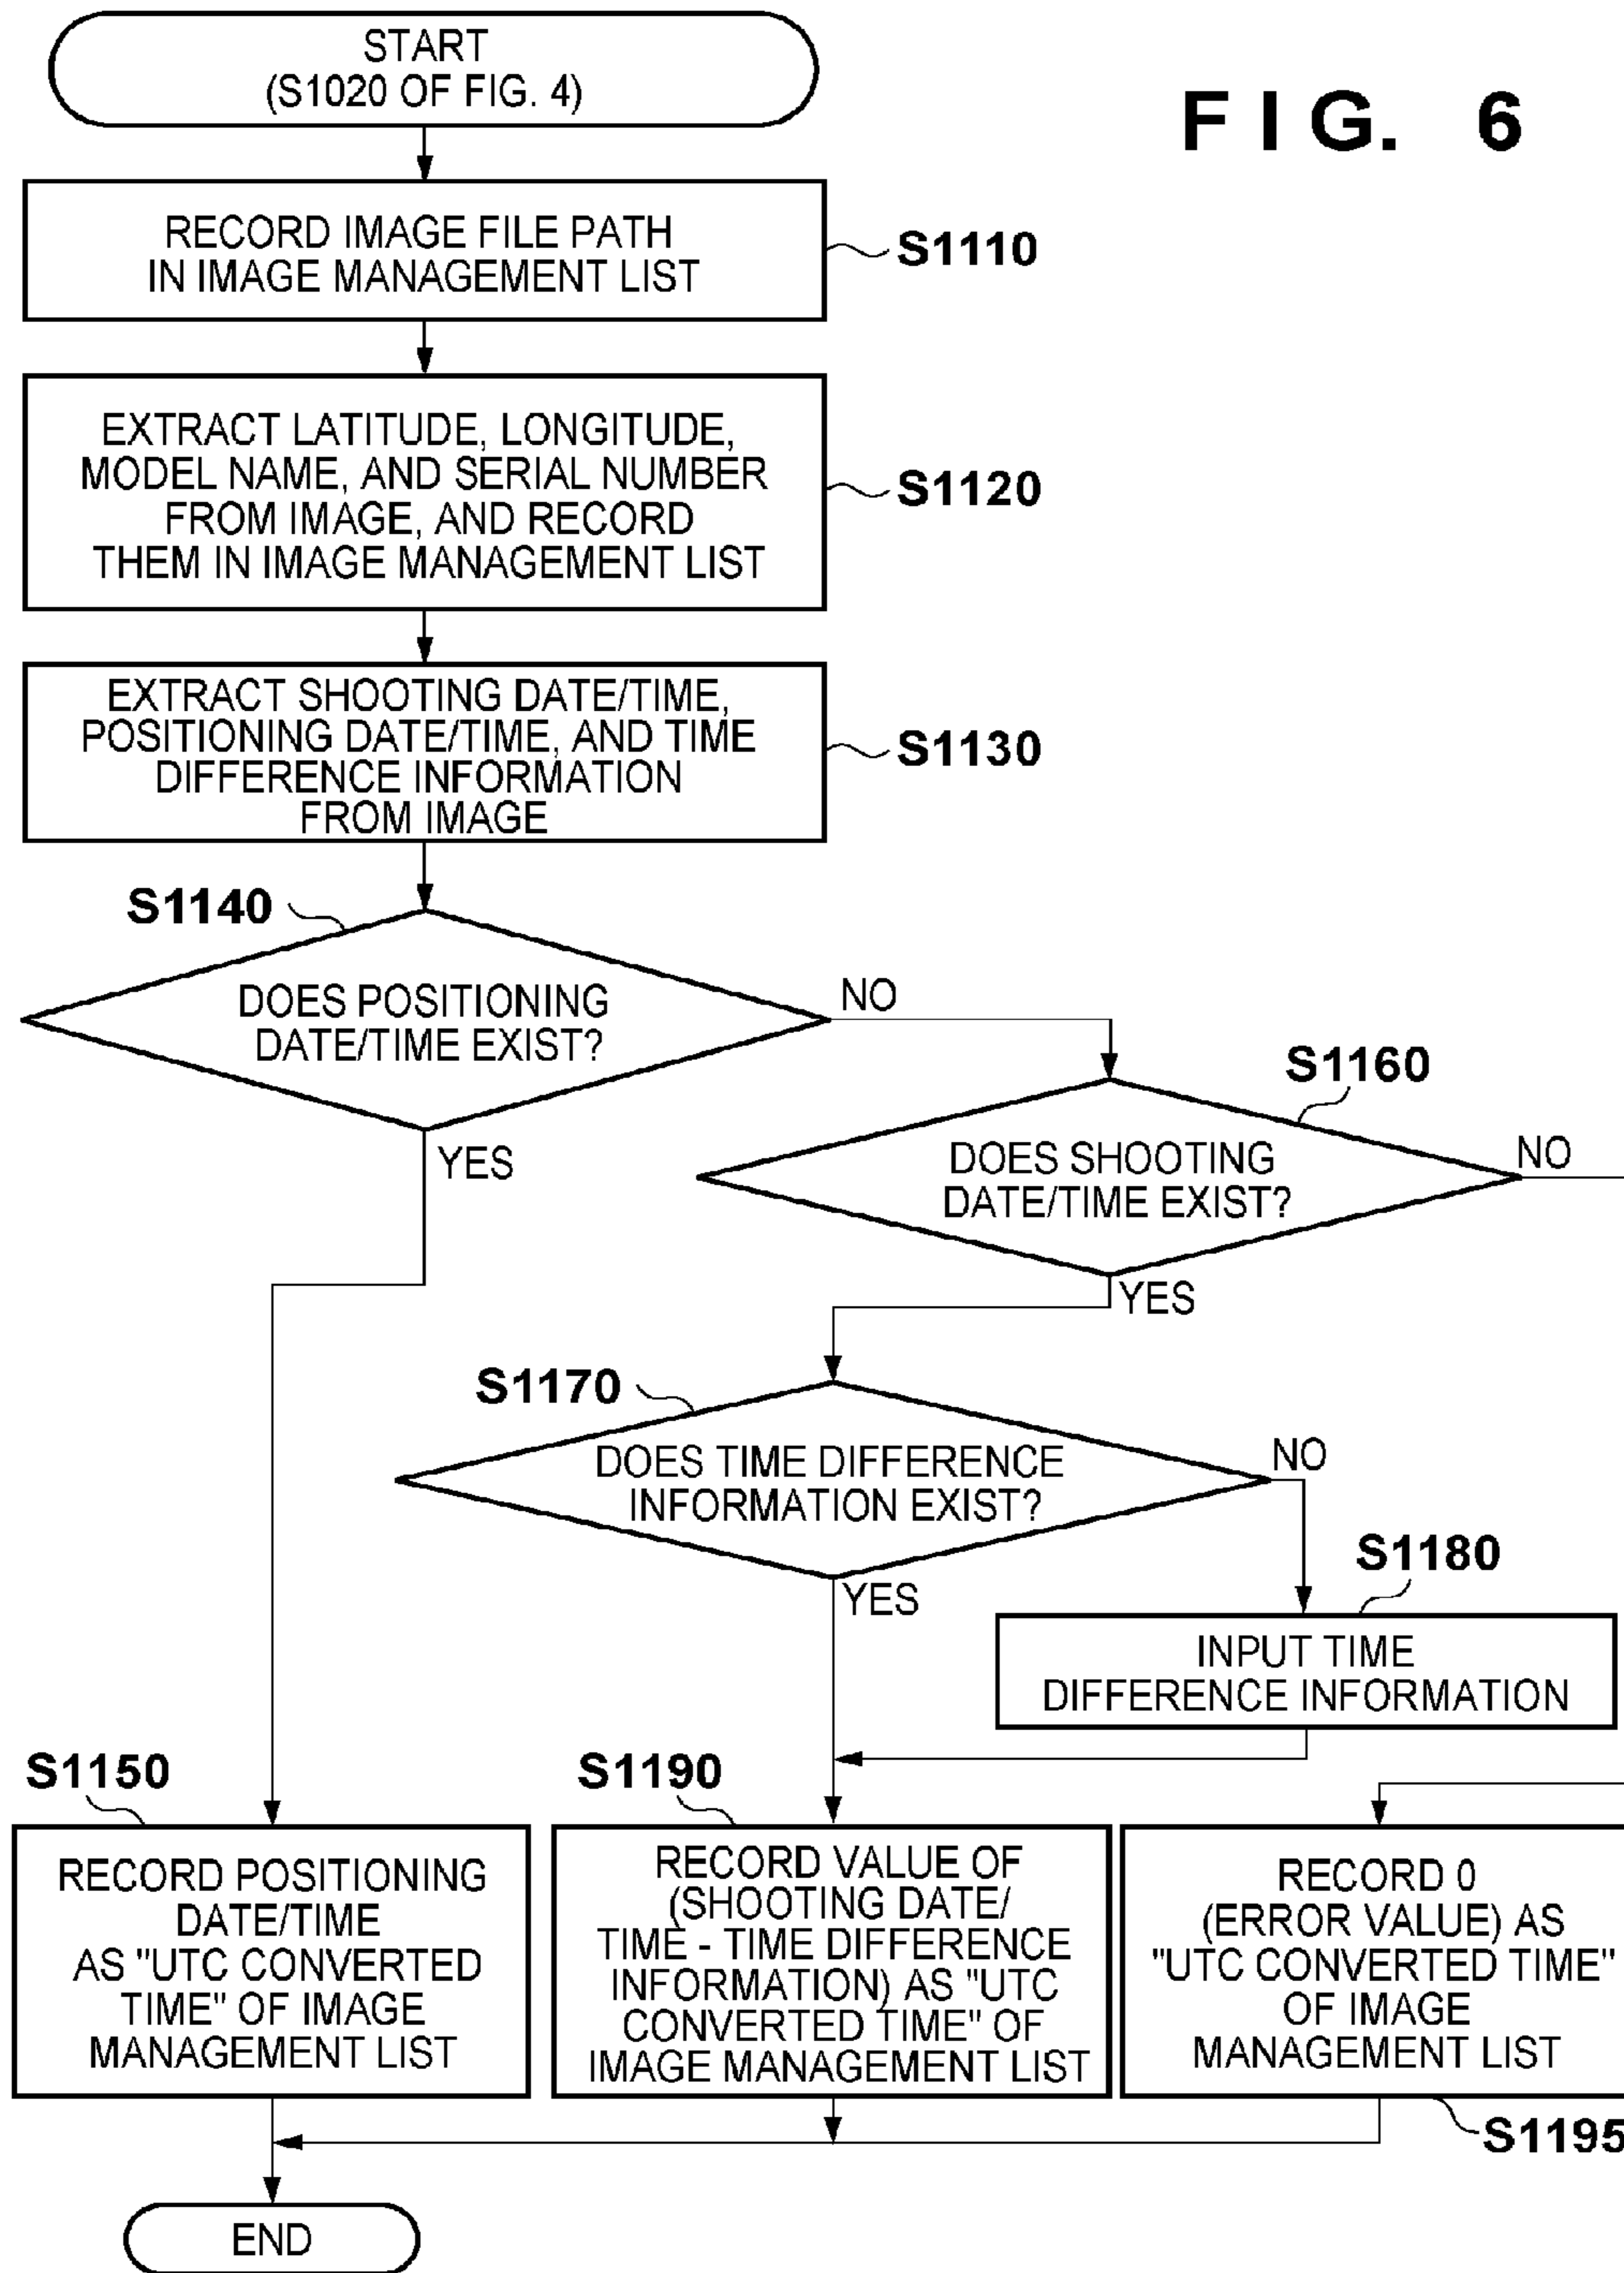 START
(S1020 OF FIG. 4)
FIG. 6
RECORD IMAGE FILE PATH
IN IMAGE MANAGEMENT LIST
S1110
EXTRACT LATITUDE, LONGITUDE,
MODEL NAME, AND SERIAL NUMBER
FROM IMAGE, AND RECORD
THEM IN IMAGE MANAGEMENT LIST
S1120
EXTRACT SHOOTING DATE/TIME,
POSITIONING DATE/TIME, AND TIME
DIFFERENCE INFORMATION
FROM IMAGE
S1130
S1140
DOES POSITIONING
DATE/TIME EXIST?
NO
YES
S1160
DOES SHOOTING
DATE/TIME EXIST?
NO
YES
S1170
DOES TIME DIFFERENCE
INFORMATION EXIST?
NO
YES
S1180
INPUT TIME
DIFFERENCE INFORMATION
S1150
RECORD POSITIONING
DATE/TIME
AS "UTC CONVERTED
TIME" OF IMAGE
MANAGEMENT LIST
S1190
RECORD VALUE OF
(SHOOTING DATE/
TIME - TIME DIFFERENCE
INFORMATION) AS "UTC
CONVERTED TIME" OF
IMAGE MANAGEMENT LIST
RECORD 0
(ERROR VALUE) AS
"UTC CONVERTED TIME"
OF IMAGE
MANAGEMENT LIST
S1195
END